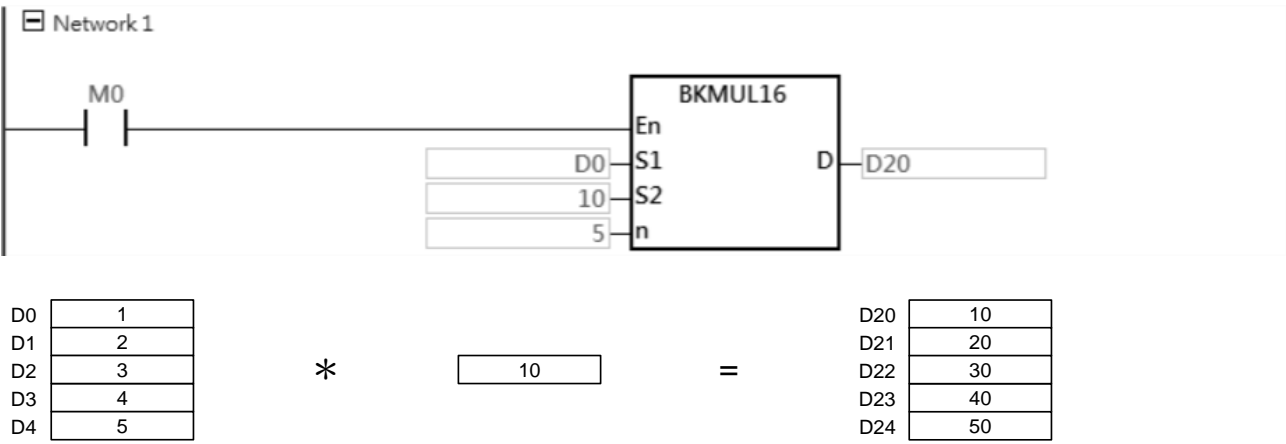 Network 1
M0
BKMUL16
En
D0 S1 D D20
10 S2
5 n
D0 1 D20 10
D1 2 D21 20
D2 3 * 10 = D22 30
D3 4 D23 40
D4 5 D24 50